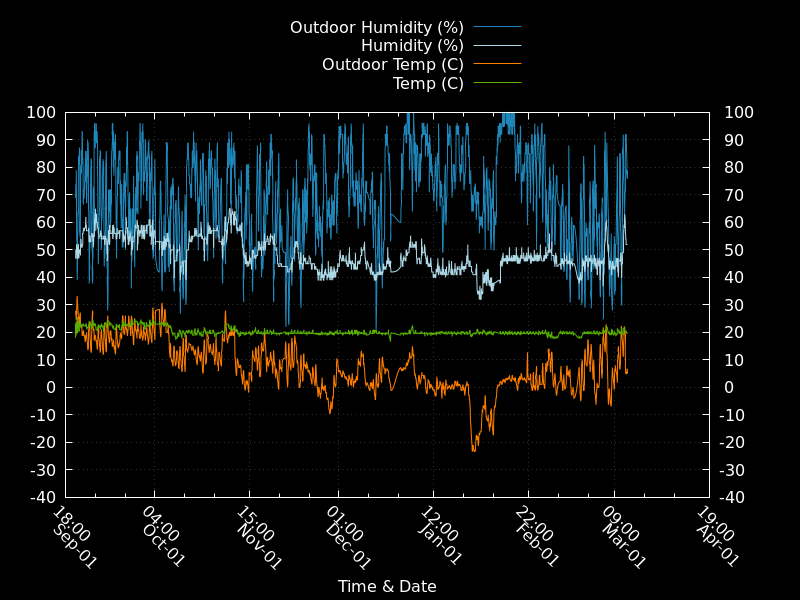 Outdoor Humidity (%)
Humidity (%)
Outdoor Temp (C)
Temp (C)
100 100
90 90
80 80
70 70
60 60
50 50
40 40
30 30
20 20
10 10
0 0
-10 -10
-20 -20
-30 -30
-40 -40
18:00 04:00 15:00 01:00 12:00 22:00 09:00 19:00
Sep-01 Oct-01 Nov-01 Dec-01 Jan-01 Feb-01 Mar-01 Apr-01
Time & Date